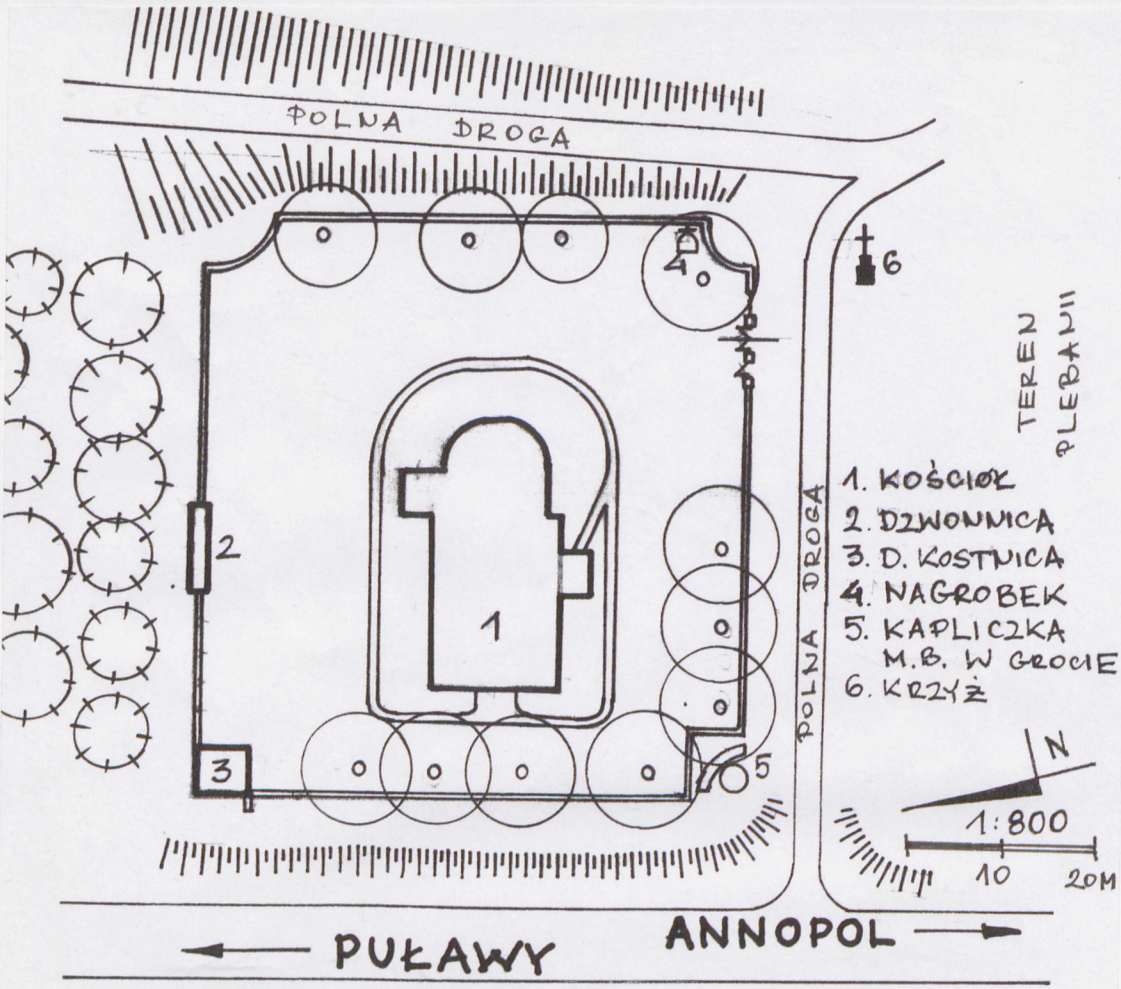 POLNA DROGA
4
6
TEREN
PLEBANII
2
1
3
5
POLNA DROGA
1. KOŚCIÓŁ
2. DZWONNICA
3. D. KOSTNICA
4. NAGROBEK
5. KAPLICZKA
M.B. W GROCIE
6. KRZYŻ
N
1:800
10 20M
PUŁAWY
ANNOPOL